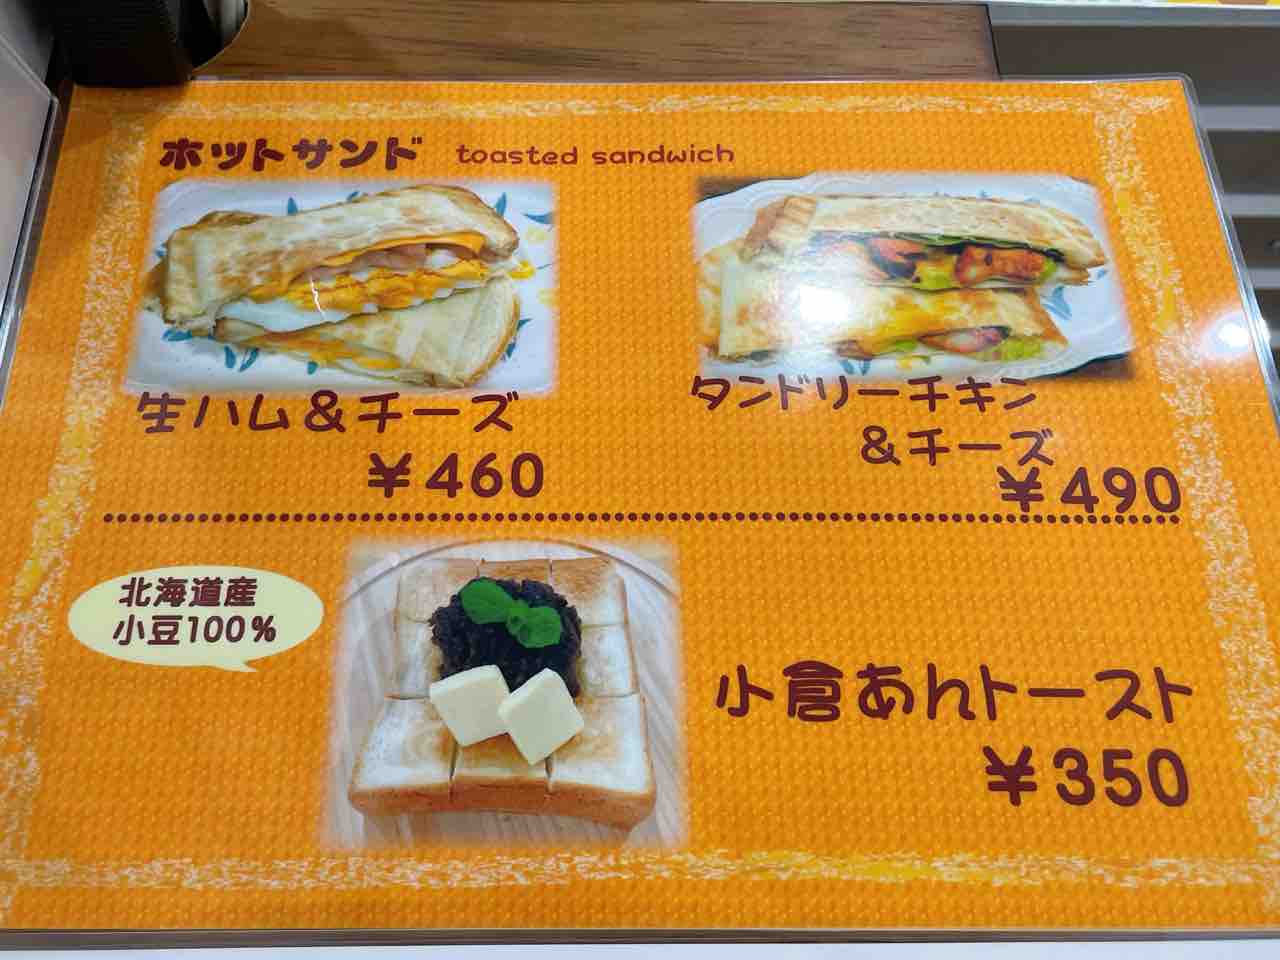 ホットサンド toasted sandwich
生ハム&チーズ
¥460
タンドリーチキン
&チーズ
¥490
北海道産
小豆100%
小倉あんトースト
¥350